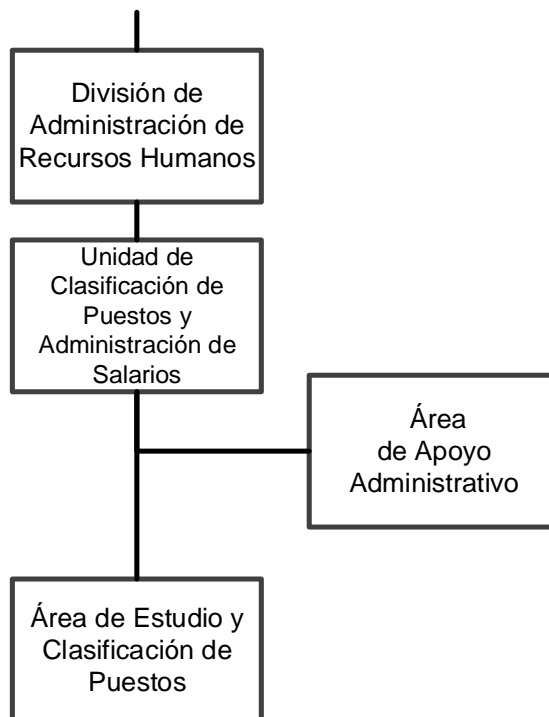 División de
Administración de
Recursos Humanos
Unidad de
Clasificación de
Puestos y
Administración de
Salarios
Área
de Apoyo
Administrativo
Área de Estudio y
Clasificación de
Puestos